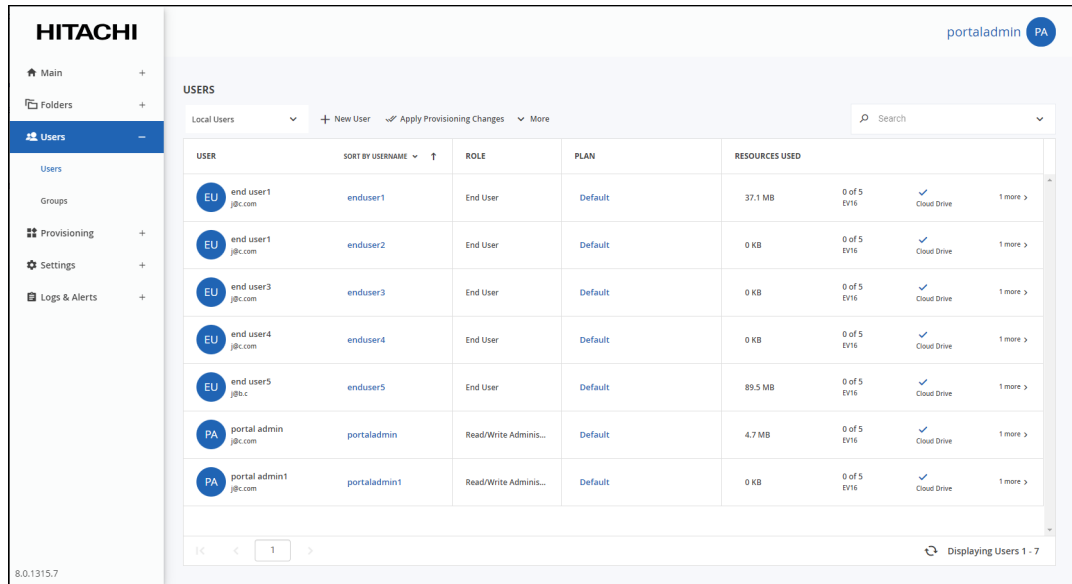 HITACHI
portaladmin PA
Main +
Folders +
Users –
Users
Groups
Provisioning +
Settings +
Logs & Alerts +
8.0.1315.7
USERS
Local Users + New User Apply Provisioning Changes More Search
USER SORT BY USERNAME ↑ ROLE PLAN RESOURCES USED
EU end user1 j@c.com enduser1 End User Default 37.1 MB 0 of 5 EV16 Cloud Drive 1 more >
EU end user1 j@c.com enduser2 End User Default 0 KB 0 of 5 EV16 Cloud Drive 1 more >
EU end user3 j@c.com enduser3 End User Default 0 KB 0 of 5 EV16 Cloud Drive 1 more >
EU end user4 j@c.com enduser4 End User Default 0 KB 0 of 5 EV16 Cloud Drive 1 more >
EU end user5 j@b.c enduser5 End User Default 89.5 MB 0 of 5 EV16 Cloud Drive 1 more >
PA portal admin j@c.com portaladmin Read/Write Adminis... Default 4.7 MB 0 of 5 EV16 Cloud Drive 1 more >
PA portal admin1 j@c.com portaladmin1 Read/Write Adminis... Default 0 KB 0 of 5 EV16 Cloud Drive 1 more >
1 Displaying Users 1 - 7